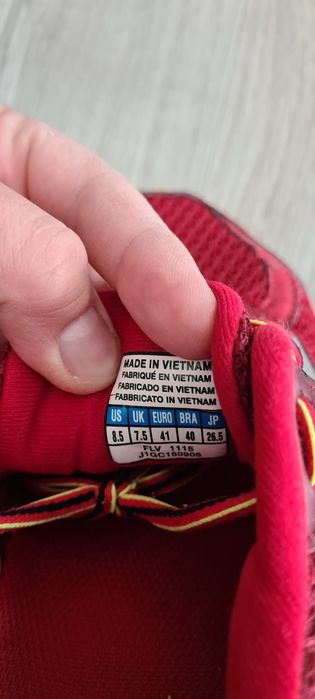 MADE IN VIETNAM
FABRIQUÉ EN VIETNAM
FABRICADO EN VIETNAM
FABBRICATO IN VIETNAM
US UK EURO BRA JP
8.5 7.5 41 40 26.5
FLV 1115
J1GC150905